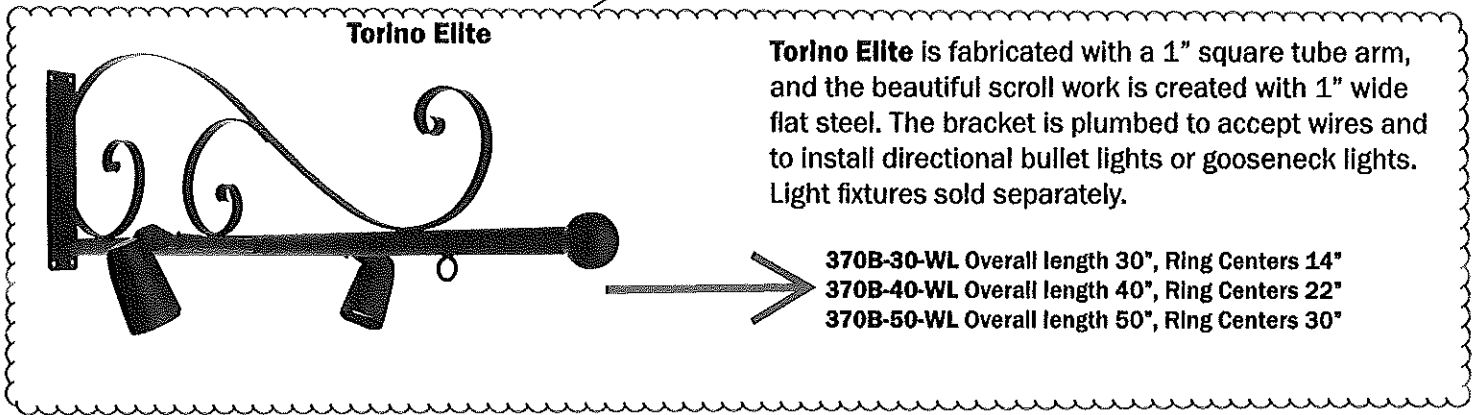 Torino Elite
Torino Elite is fabricated with a 1" square tube arm,
and the beautiful scroll work is created with 1" wide
flat steel. The bracket is plumbed to accept wires and
to install directional bullet lights or gooseneck lights.
Light fixtures sold separately.
370B-30-WL Overall length 30", Ring Centers 14"
370B-40-WL Overall length 40", Ring Centers 22"
370B-50-WL Overall length 50", Ring Centers 30"